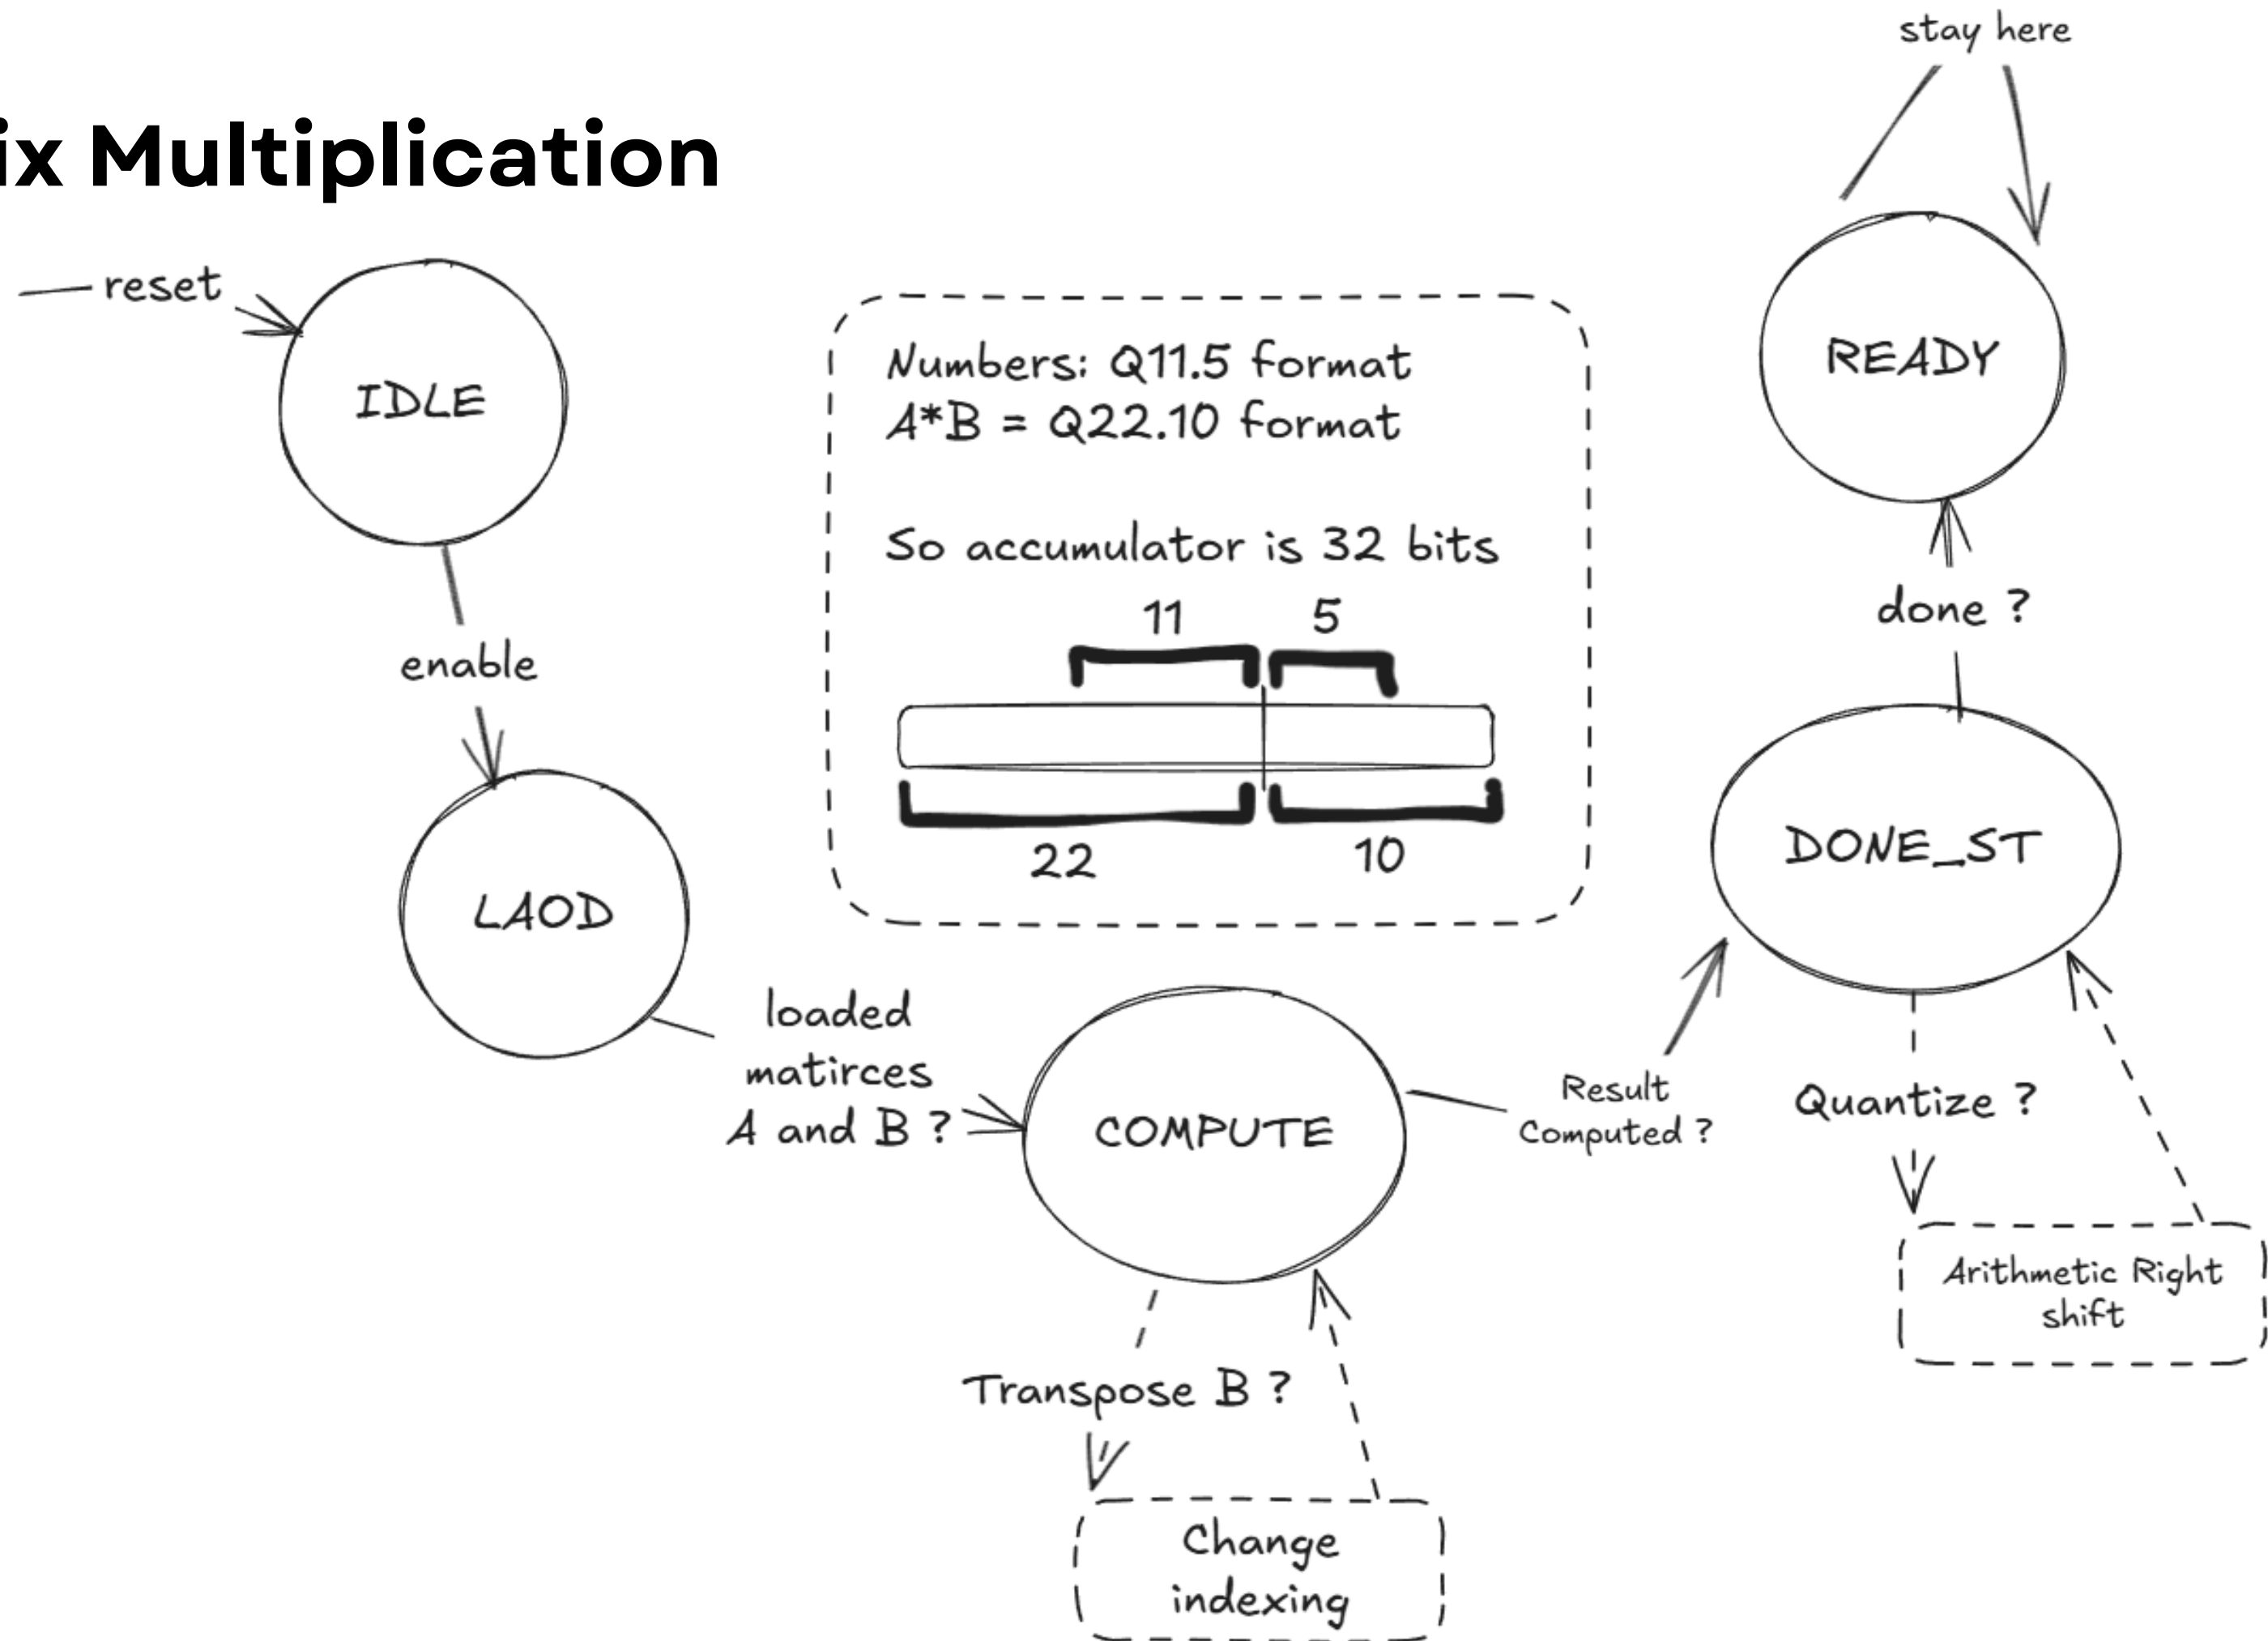 ix Multiplication
stay here
reset
IDLE
READY
Numbers: Q11.5 format
A*B = Q22.10 format
So accumulator is 32 bits
11
5
22
10
enable
done ?
LAOD
DONE_ST
loaded
matirces
A and B ?
COMPUTE
Result
Computed ?
Quantize ?
Arithmetic Right
shift
Transpose B ?
Change
indexing